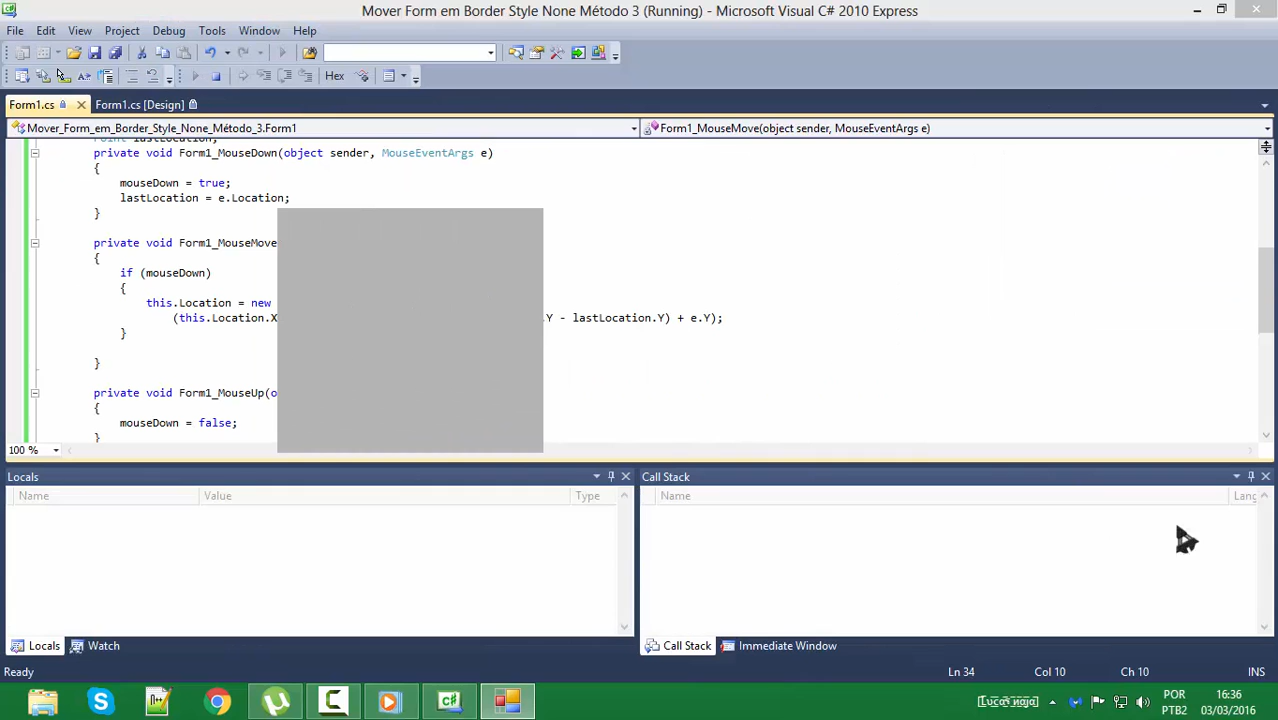 Mover Form em Border Style None Método 3 (Running) - Microsoft Visual C# 2010 Express
File Edit View Project Debug Tools Window Help
Hex
Form1.cs Form1.cs [Design]
Mover_Form_em_Border_Style_None_Método_3.Form1 Form1_MouseMove(object sender, MouseEventArgs e)
Point lastLocation;
private void Form1_MouseDown(object sender, MouseEventArgs e)
{
mouseDown = true;
lastLocation = e.Location;
}
private void Form1_MouseMove
{
if (mouseDown)
{
this.Location = new
(this.Location.X .Y - lastLocation.Y) + e.Y);
}
}
private void Form1_MouseUp(o
{
mouseDown = false;
}
100 %
Locals
Name Value Type
Call Stack
Name Lang
Locals Watch
Call Stack Immediate Window
Ready Ln 34 Col 10 Ch 10 INS
POR 16:36
PTB2 03/03/2016